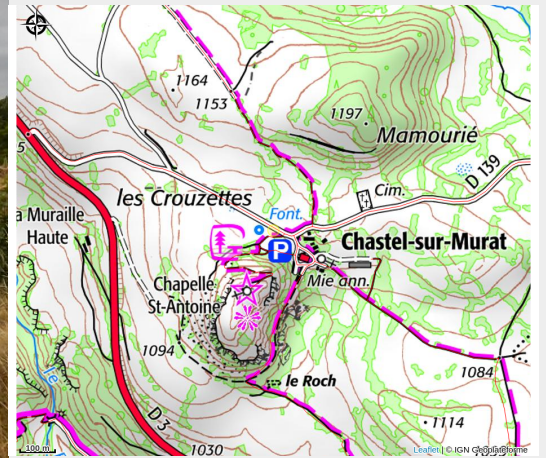 1164
1153
1197
Mamourié
5
D 139
les Crouzettes
Cim.
a Muraille
Haute
Font.
P
Chastel-sur-Murat
Mie ann.
Chapelle
St-Antoine
1094
1084
le Roch
D 3
1114
1030
100 m
Leaflet | © IGN Géoplateforme